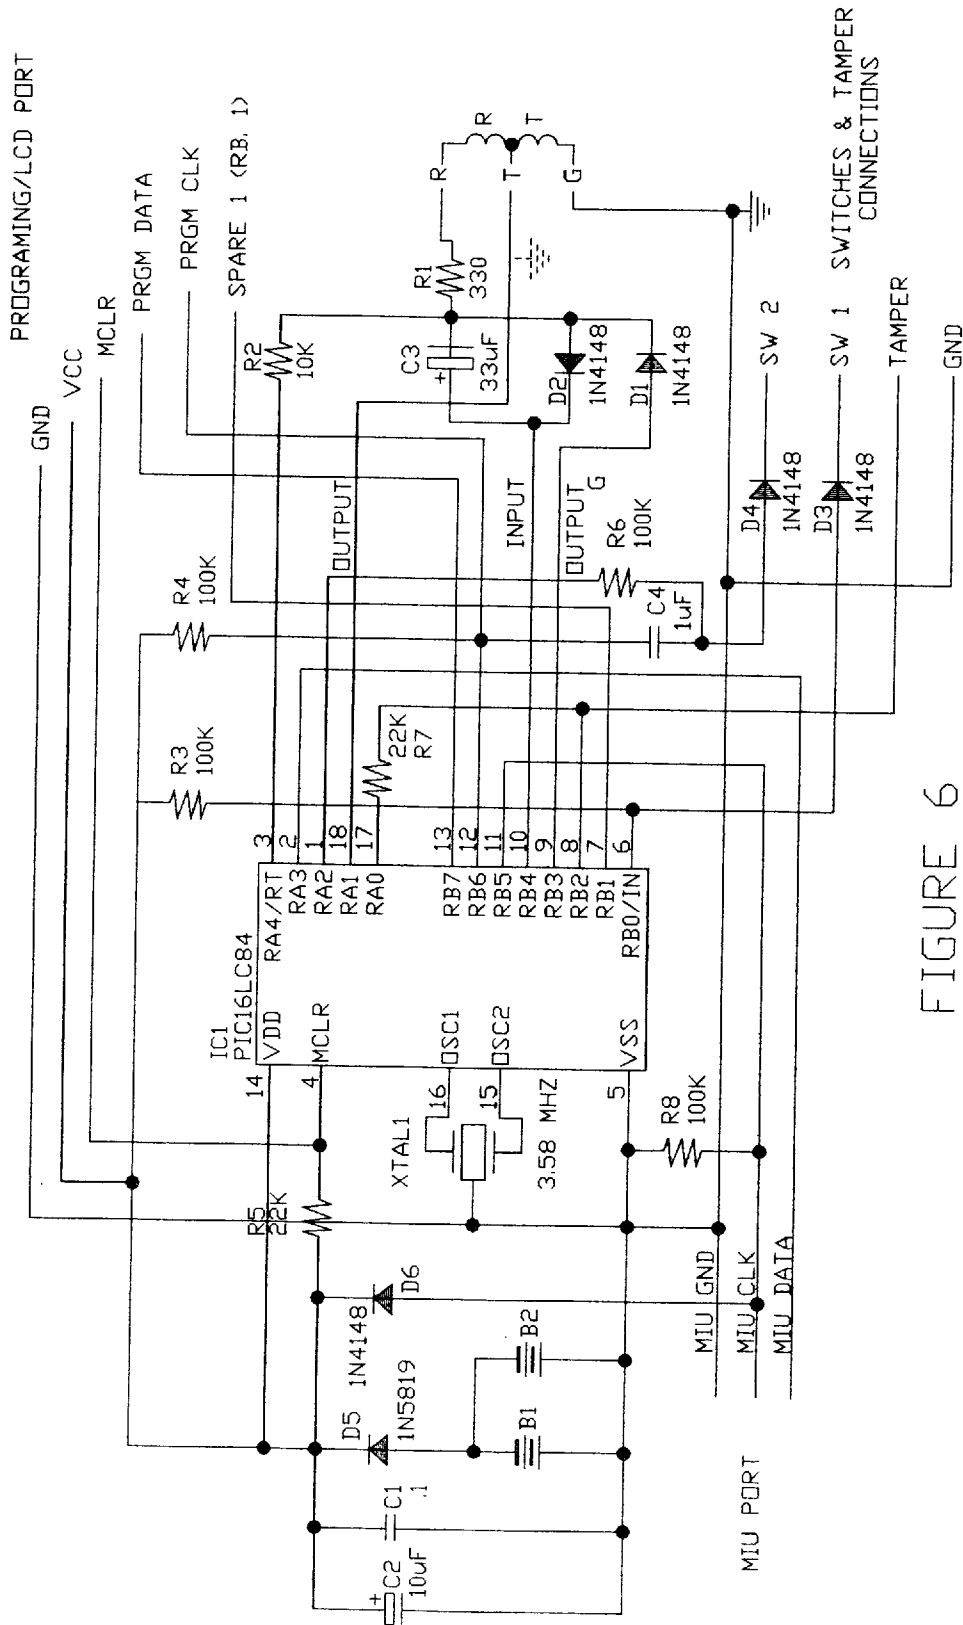 PROGRAMING/LCD PORT
GND
VCC
MCLR
PRGM DATA
PRGM CLK
SPARE 1 (RB. 1)
R4
100K
R3
100K
R2
10K
R1
330
C3
+
33uF
R
T
G
R
T
D2
1N4148
D1
1N4148
OUTPUT
INPUT
OUTPUT
G
R6
100K
C4
1uF
22K
R7
D4
1N4148
D3
1N4148
SW 2
SW 1
SWITCHES & TAMPER
CONNECTIONS
TAMPER
GND
IC1
PIC16LC84
VDD
MCLR
OSC1
OSC2
VSS
14
4
16
15
5
RA4/RT
RA3
RA2
RA1
RA0
RB7
RB6
RB5
RB4
RB3
RB2
RB1
RB0/IN
3
2
1
18
17
13
12
11
10
9
8
7
6
XTAL1
3.58 MHZ
R5
22K
R8
100K
D6
1N4148
D5
1N5819
B1
B2
C1
.1
+
C2
10uF
MIU GND
MIU CLK
MIU DATA
MIU PORT
FIGURE 6